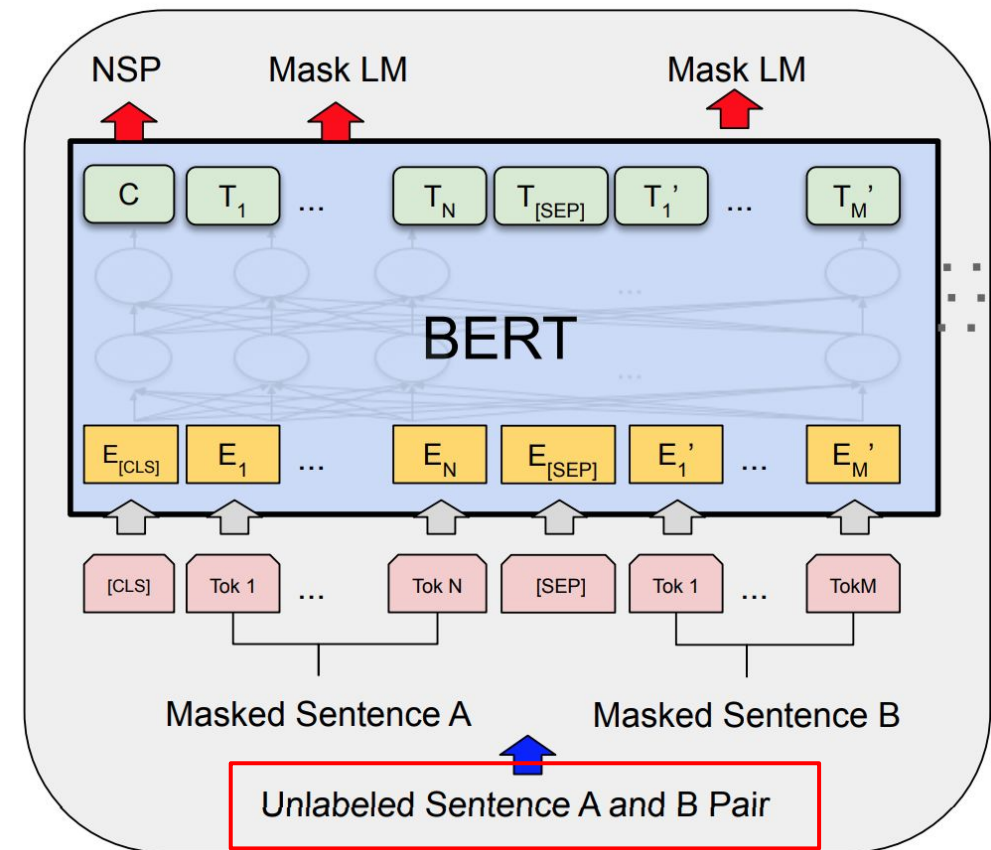 NSP Mask LM Mask LM
C T1 ... TN T[SEP] T1' ... TM'
...
BERT
...
E[CLS] E1 ... EN E[SEP] E1' ... EM'
[CLS] Tok 1 ... Tok N [SEP] Tok 1 ... TokM
Masked Sentence A Masked Sentence B
Unlabeled Sentence A and B Pair